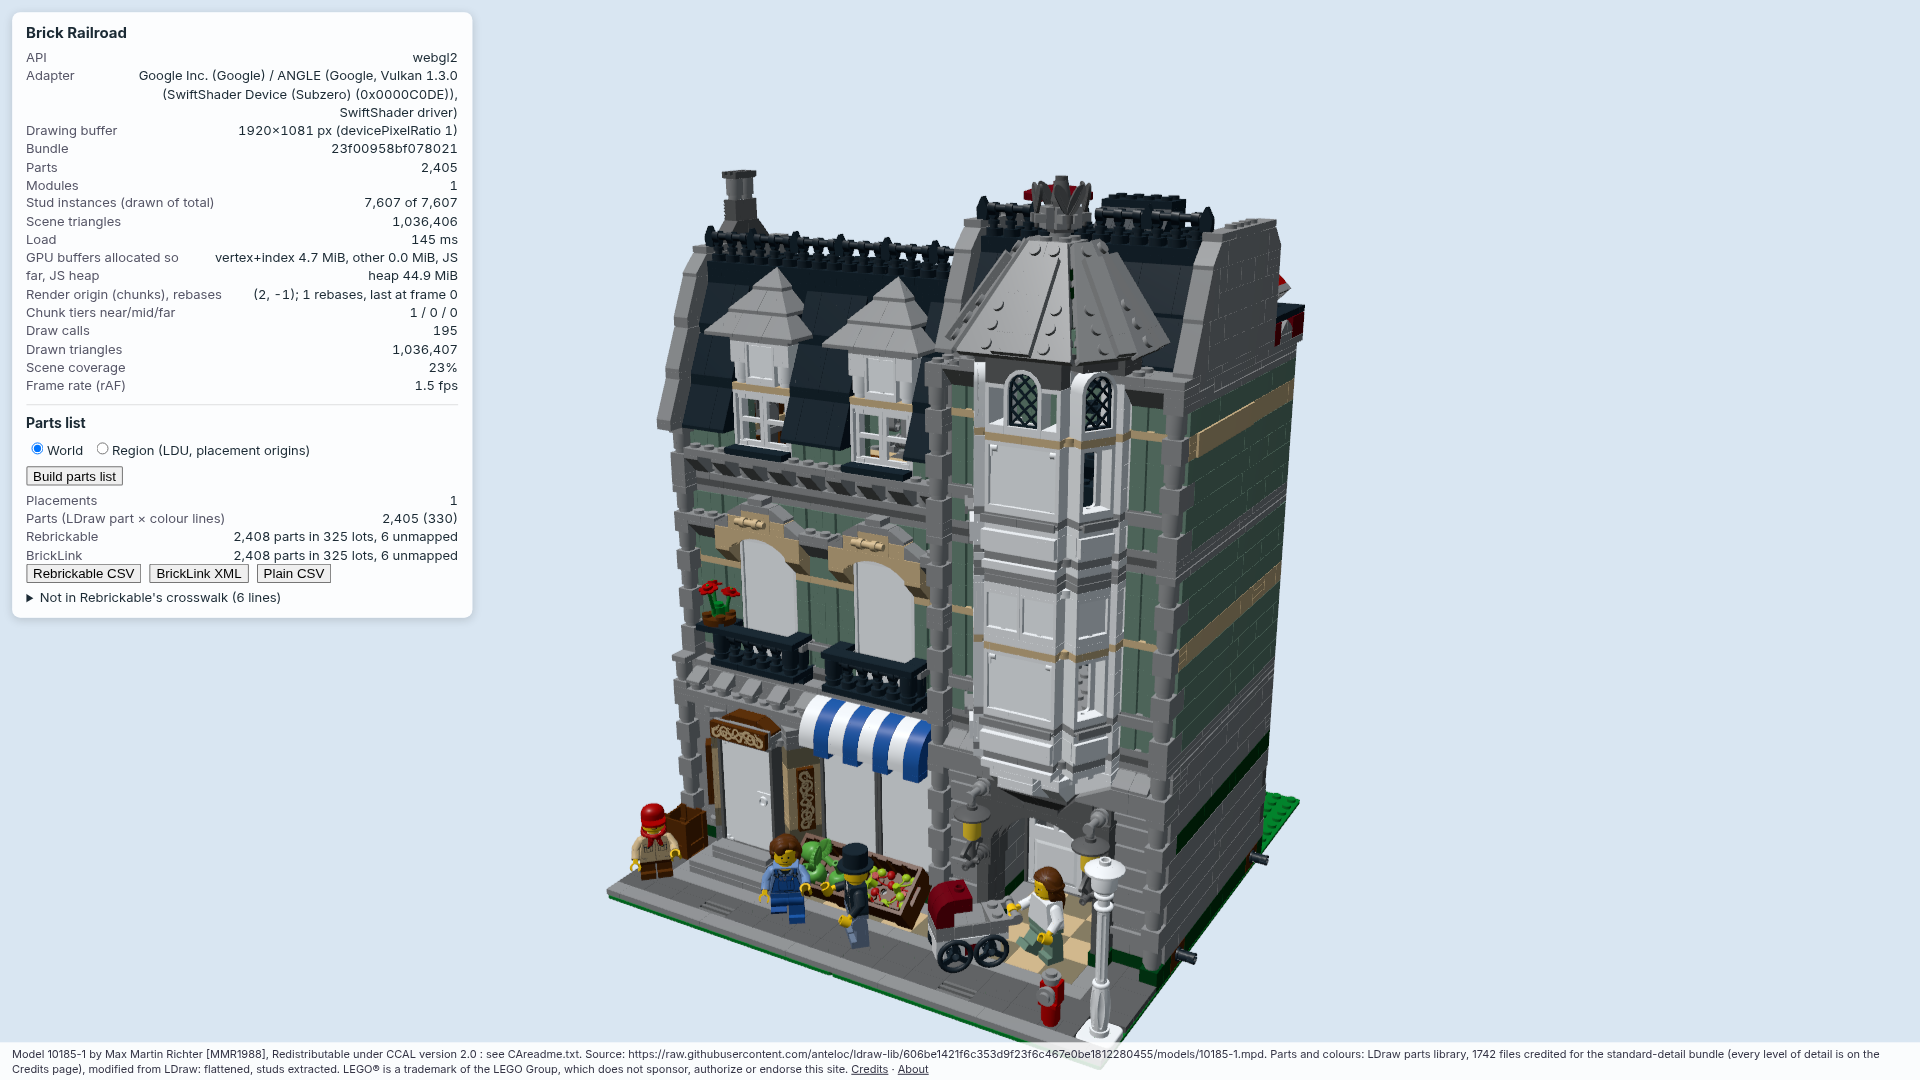 Brick Railroad
API webgl2
Adapter Google Inc. (Google) / ANGLE (Google, Vulkan 1.3.0
(SwiftShader Device (Subzero) (0x0000C0DE)),
SwiftShader driver)
Drawing buffer 1920×1081 px (devicePixelRatio 1)
Bundle 23f00958bf078021
Parts 2,405
Modules 1
Stud instances (drawn of total) 7,607 of 7,607
Scene triangles 1,036,406
Load 145 ms
GPU buffers allocated so vertex+index 4.7 MiB, other 0.0 MiB, JS
far, JS heap heap 44.9 MiB
Render origin (chunks), rebases (2, -1); 1 rebases, last at frame 0
Chunk tiers near/mid/far 1 / 0 / 0
Draw calls 195
Drawn triangles 1,036,407
Scene coverage 23%
Frame rate (rAF) 1.5 fps
Parts list
World Region (LDU, placement origins)
Build parts list
Placements 1
Parts (LDraw part × colour lines) 2,405 (330)
Rebrickable 2,408 parts in 325 lots, 6 unmapped
BrickLink 2,408 parts in 325 lots, 6 unmapped
Rebrickable CSV BrickLink XML Plain CSV
▶ Not in Rebrickable's crosswalk (6 lines)
Model 10185-1 by Max Martin Richter [MMR1988], Redistributable under CCAL version 2.0 : see CAreadme.txt. Source: https://raw.githubusercontent.com/anteloc/ldraw-lib/606be1421f6c353d9f23f6c467e0be1812280455/models/10185-1.mpd. Parts and colours: LDraw parts library, 1742 files credited for the standard-detail bundle (every level of detail is on the
Credits page), modified from LDraw: flattened, studs extracted. LEGO® is a trademark of the LEGO Group, which does not sponsor, authorize or endorse this site. Credits · About